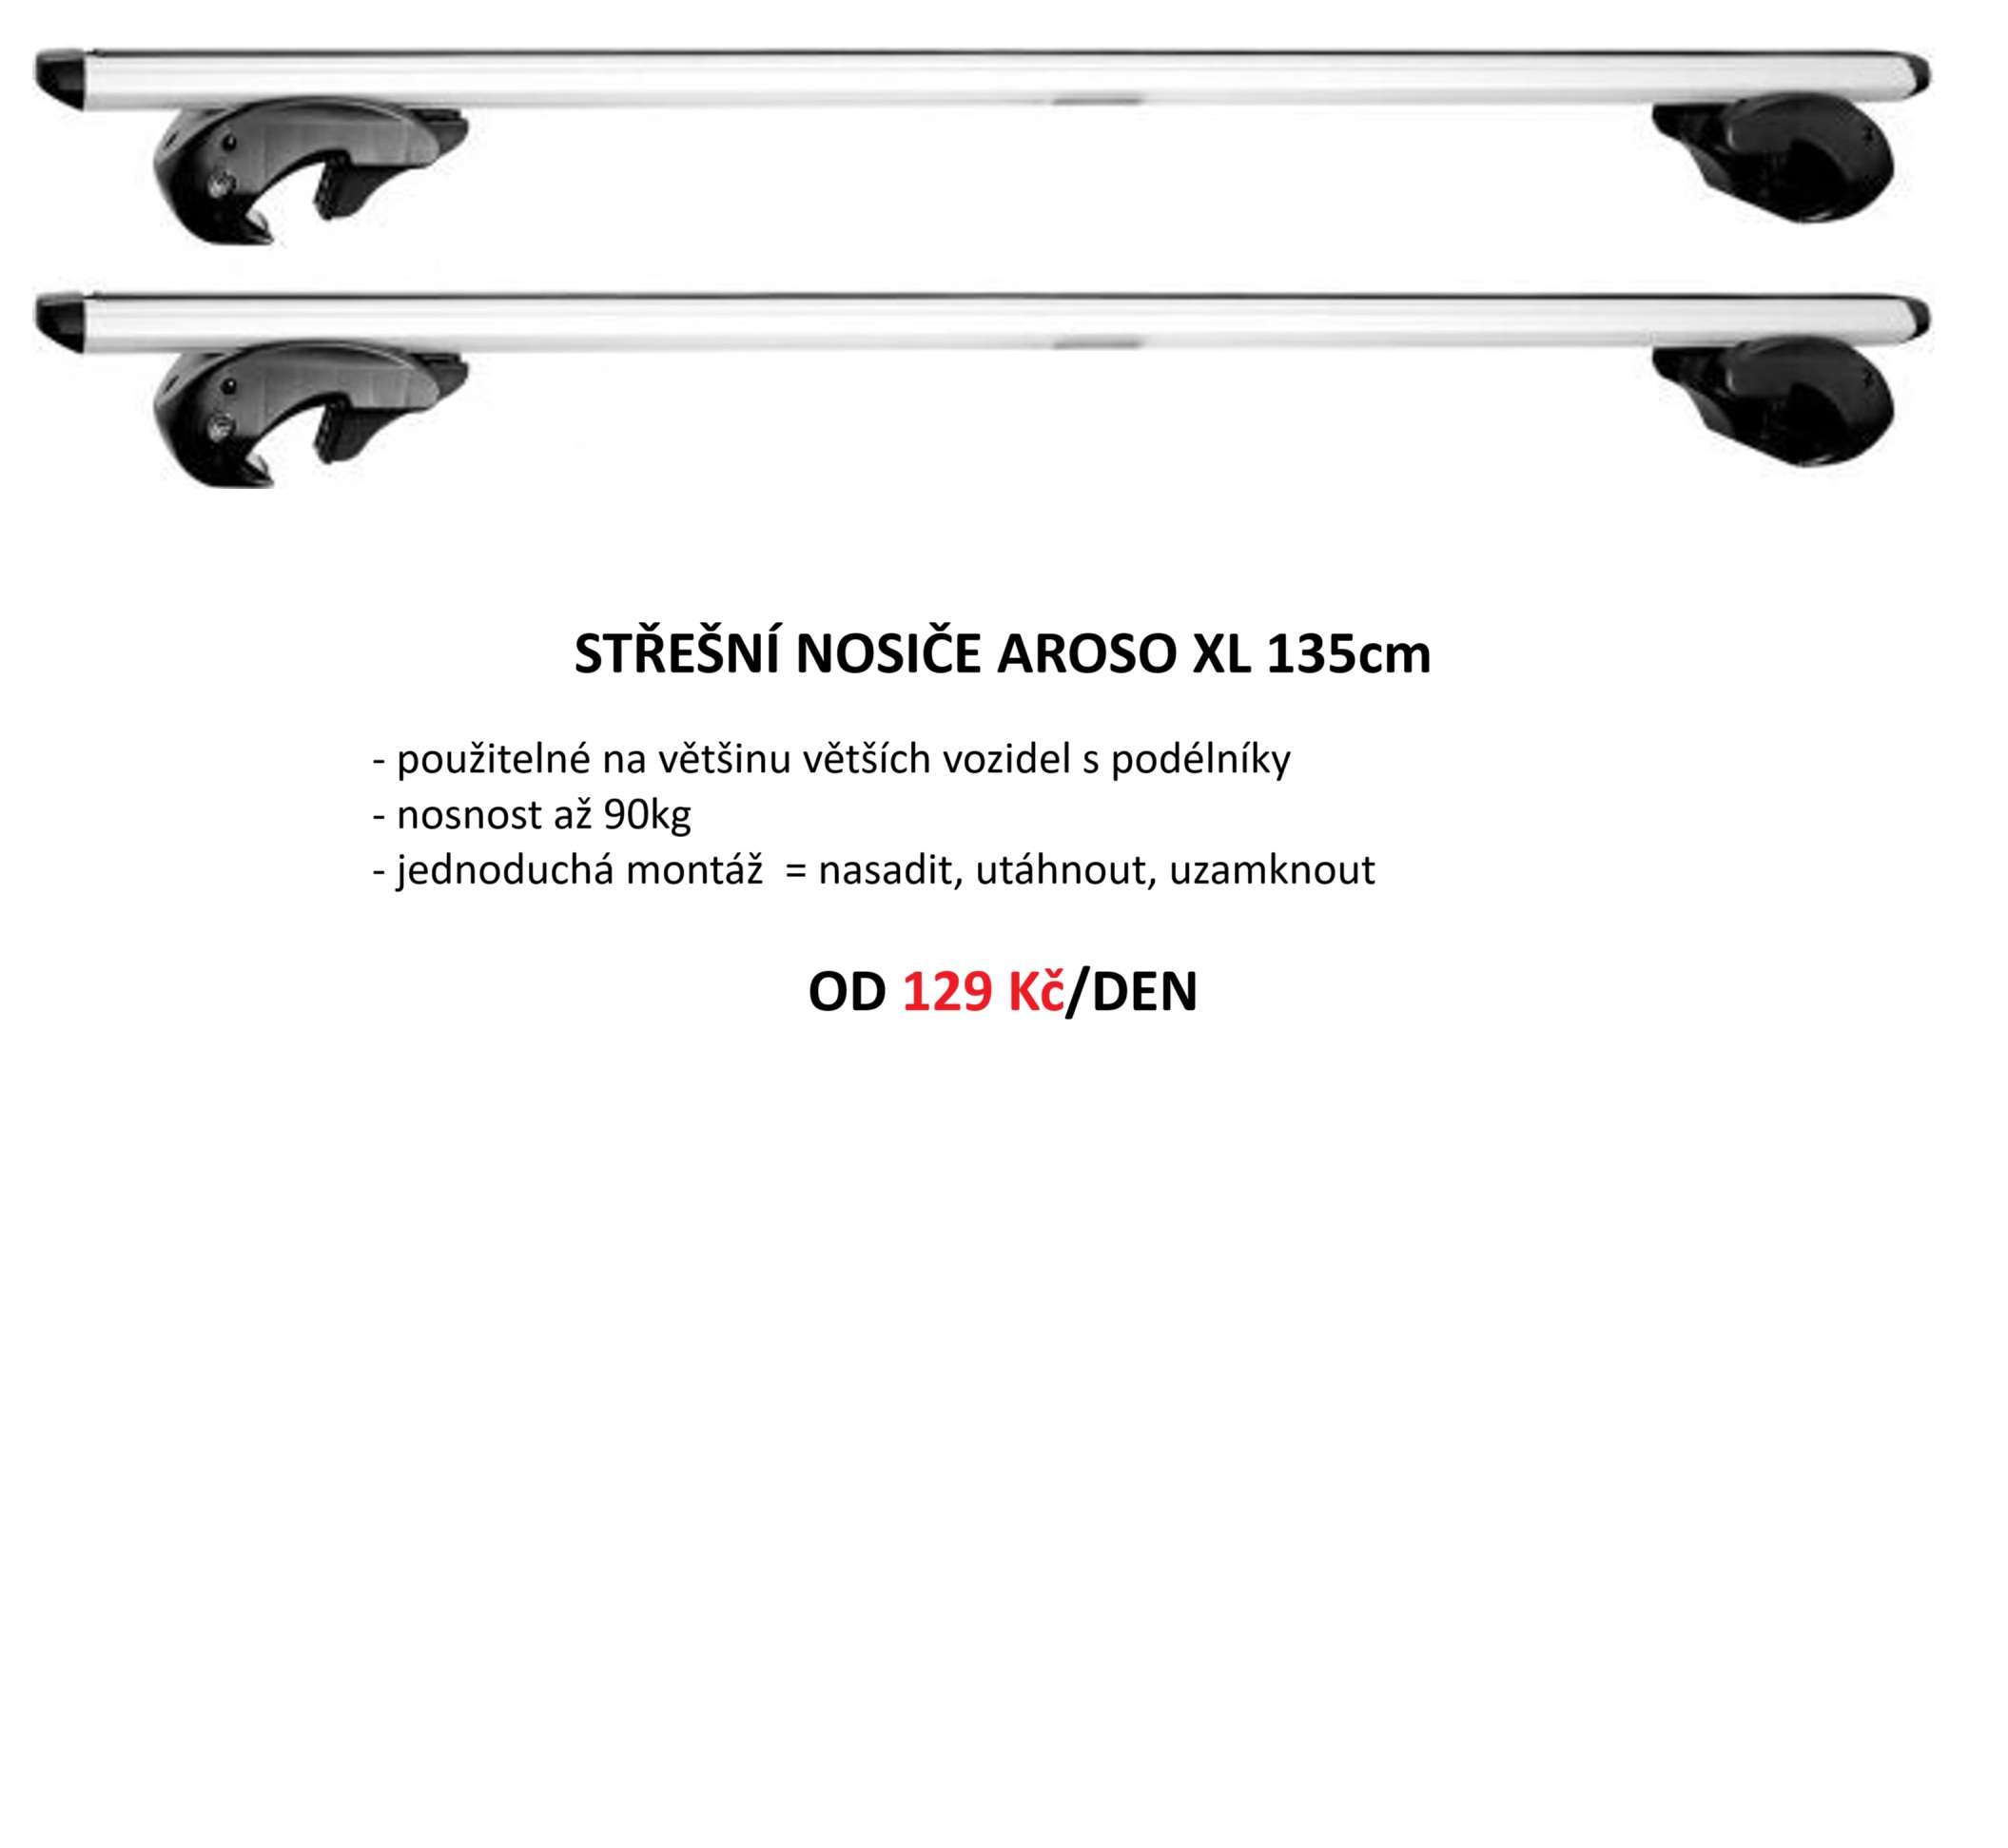 STŘEŠNÍ NOSIČE AROSO XL 135cm
- použitelné na většinu větších vozidel s podélníky
- nosnost až 90kg
- jednoduchá montáž  = nasadit, utáhnout, uzamknout
OD 129 Kč/DEN